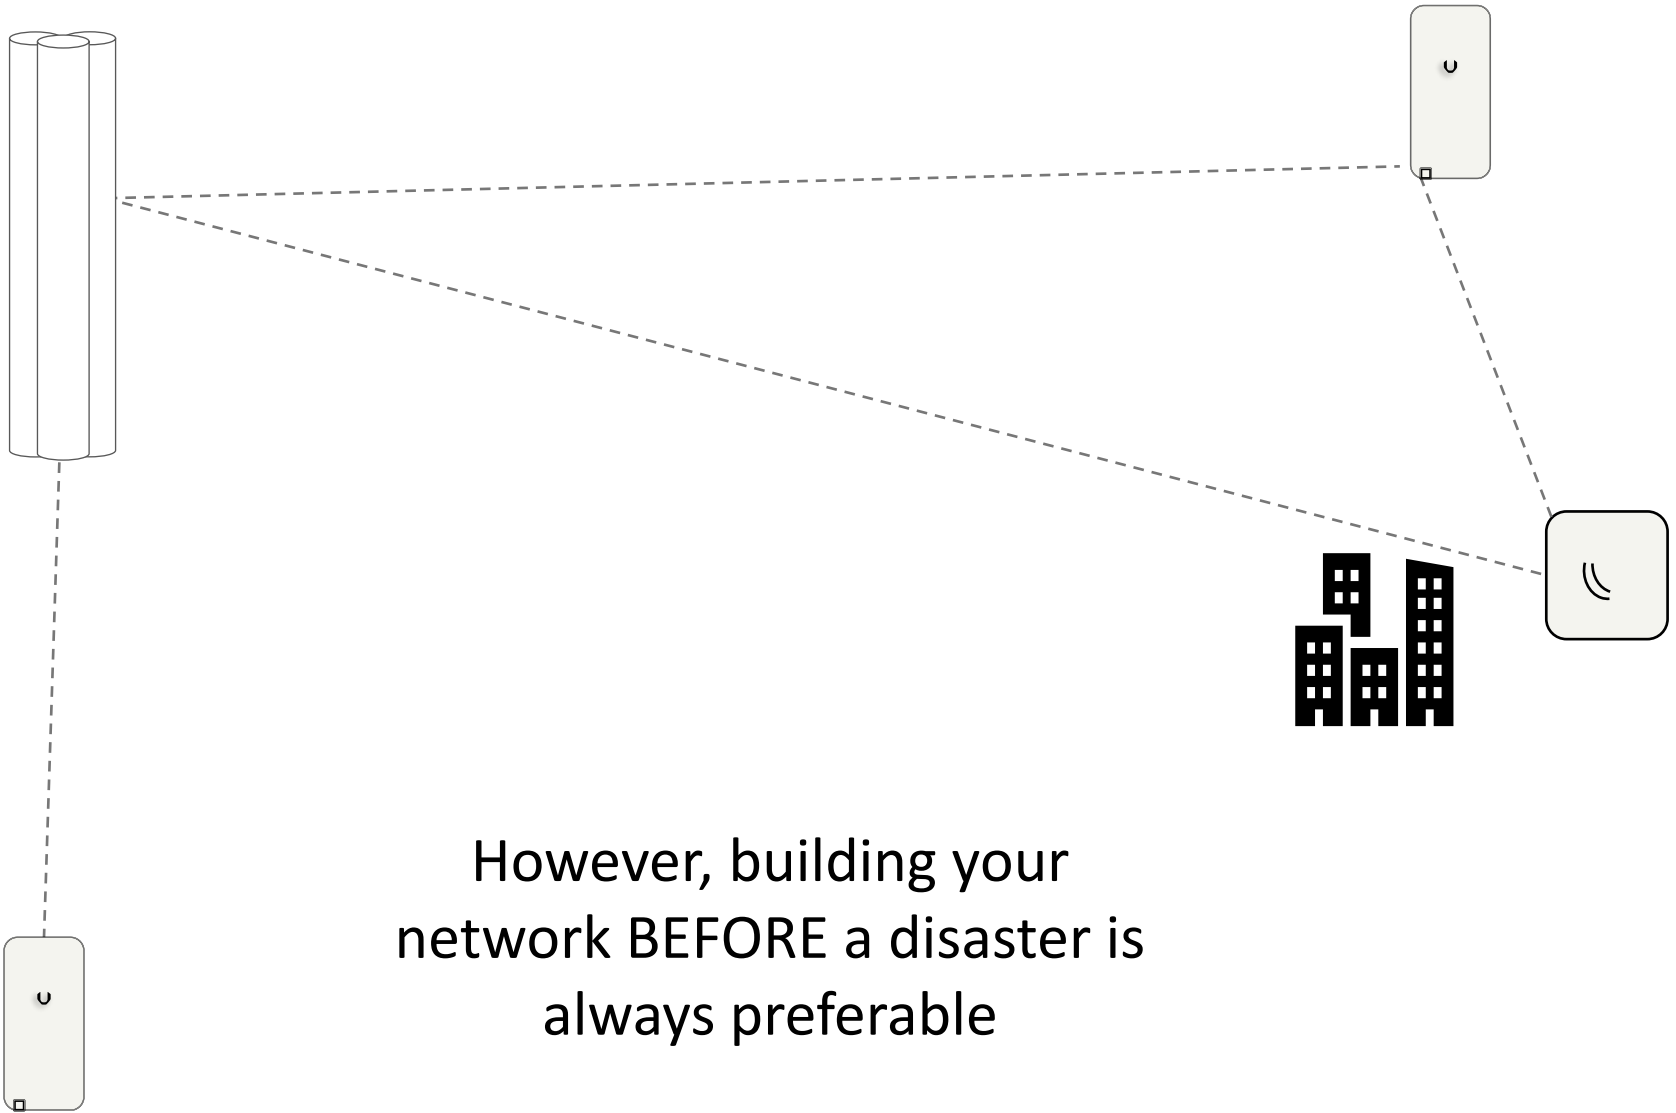 However, building your
network BEFORE a disaster is
always preferable